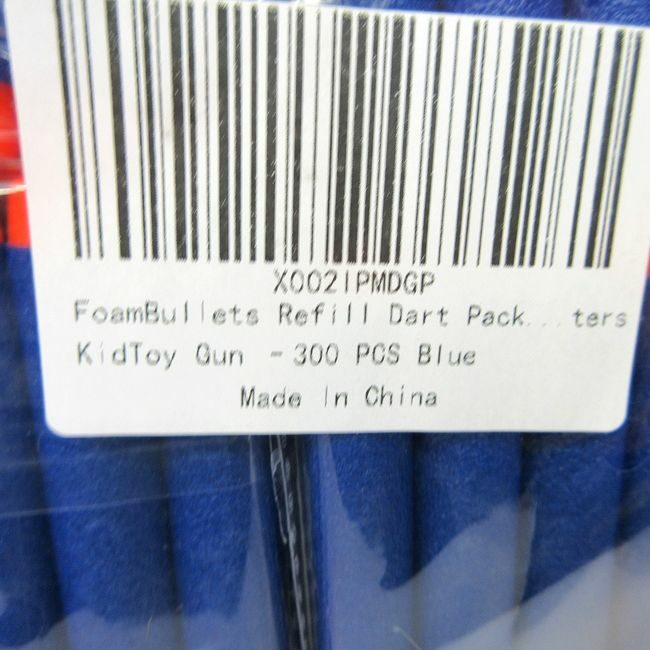 X002IPMDGP
FoamBullets Refill Dart Pack...ters
KidToy Gun - 300 PCS Blue
Made In China